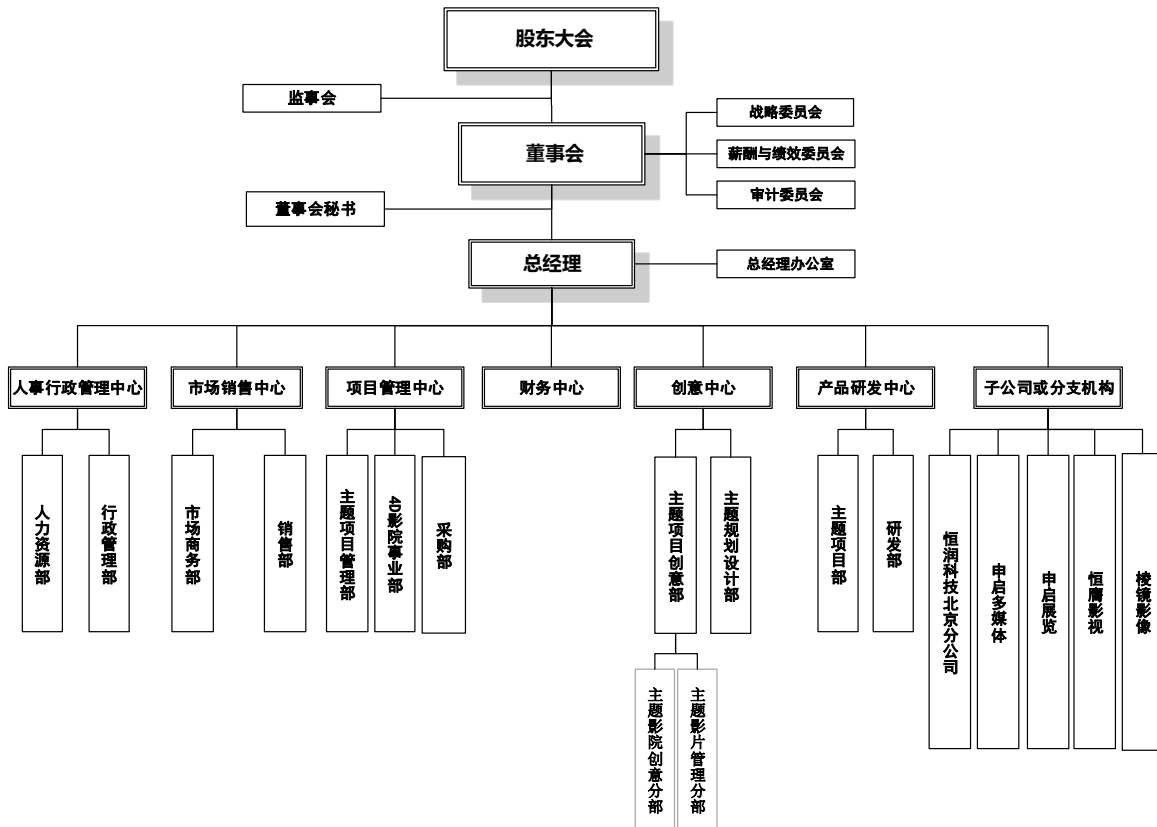 股东大会
监事会
战略委员会
董事会
薪酬与绩效委员会
审计委员会
董事会秘书
总经理
总经理办公室
人事行政管理中心
市场销售中心
项目管理中心
财务中心
创意中心
产品研发中心
子公司或分支机构
人力资源部
行政管理部
市场商务部
销售部
主题项目管理部
4D影院事业部
采购部
主题项目创意部
主题规划设计部
主题项目部
研发部
恒润科技北京分公司
申启多媒体
申启展览
恒膺影视
棱镜影像
主题影院创意分部
主题影片管理分部